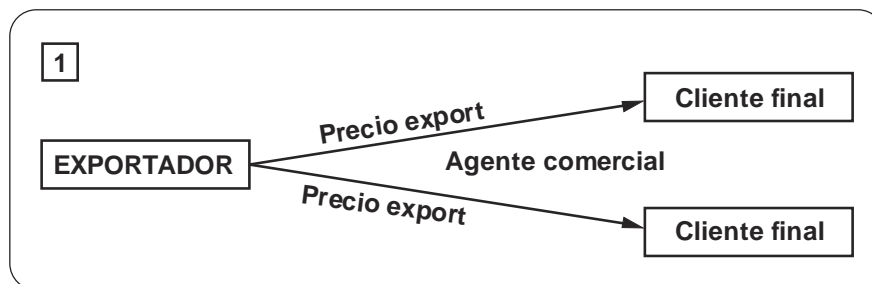 1
Cliente final
Precio export
EXPORTADOR
Agente comercial
Precio export
Cliente final